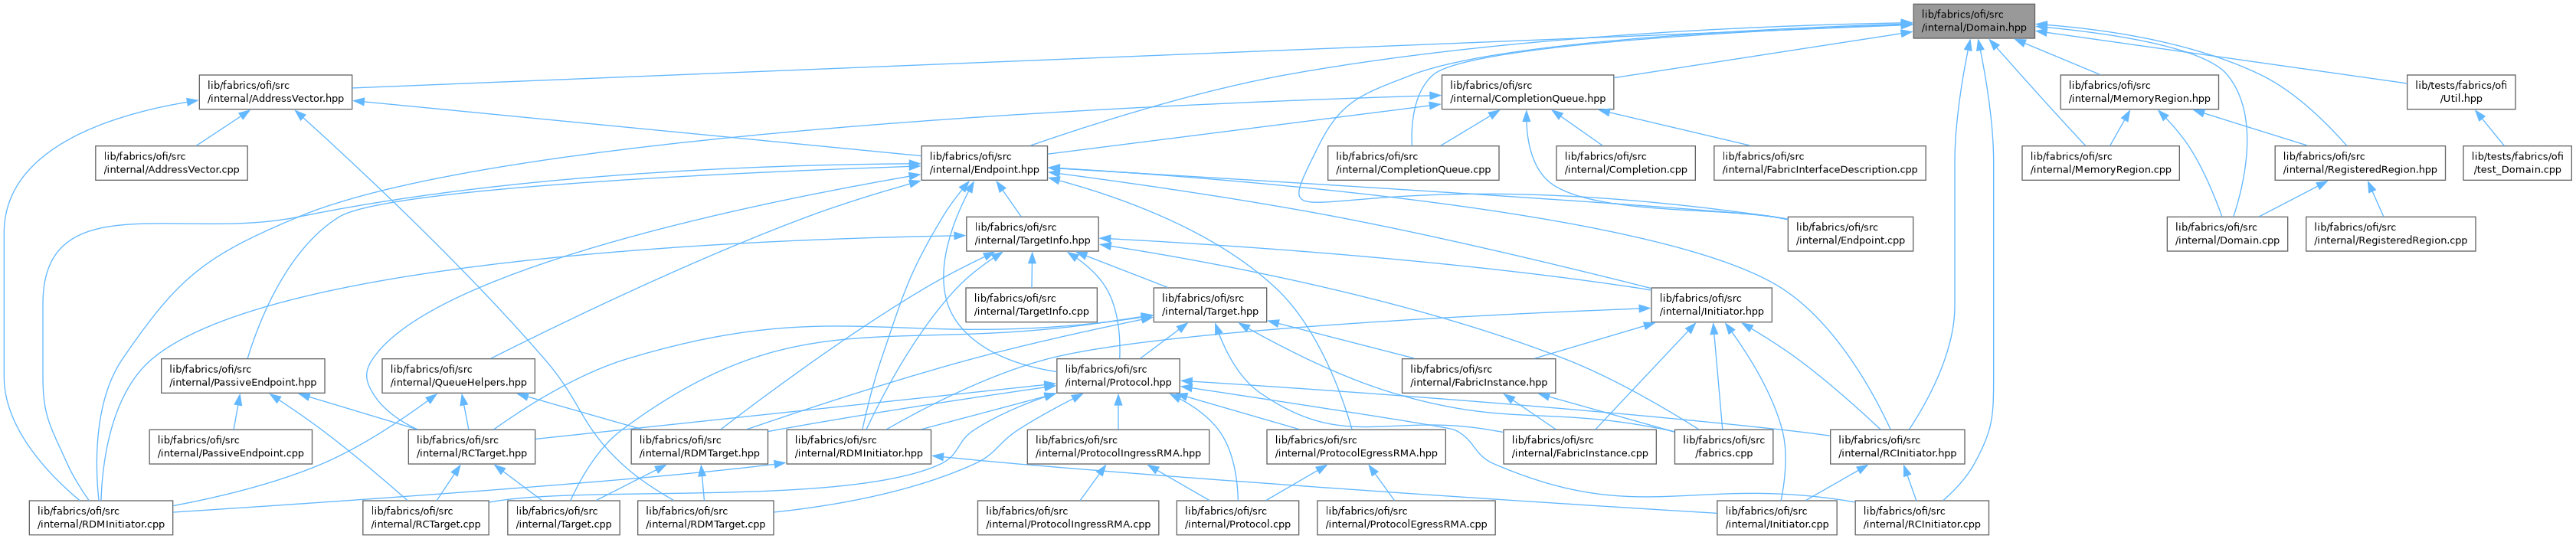 lib/fabrics/ofi/src
/internal/Domain.hpp
lib/fabrics/ofi/src
/internal/AddressVector.hpp
lib/fabrics/ofi/src
/internal/CompletionQueue.hpp
lib/fabrics/ofi/src
/internal/MemoryRegion.hpp
lib/tests/fabrics/ofi
/Util.hpp
lib/fabrics/ofi/src
/internal/AddressVector.cpp
lib/fabrics/ofi/src
/internal/Endpoint.hpp
lib/fabrics/ofi/src
/internal/CompletionQueue.cpp
lib/fabrics/ofi/src
/internal/Completion.cpp
lib/fabrics/ofi/src
/internal/FabricInterfaceDescription.cpp
lib/fabrics/ofi/src
/internal/MemoryRegion.cpp
lib/fabrics/ofi/src
/internal/RegisteredRegion.hpp
lib/tests/fabrics/ofi
/test_Domain.cpp
lib/fabrics/ofi/src
/internal/TargetInfo.hpp
lib/fabrics/ofi/src
/internal/Endpoint.cpp
lib/fabrics/ofi/src
/internal/Domain.cpp
lib/fabrics/ofi/src
/internal/RegisteredRegion.cpp
lib/fabrics/ofi/src
/internal/TargetInfo.cpp
lib/fabrics/ofi/src
/internal/Target.hpp
lib/fabrics/ofi/src
/internal/Initiator.hpp
lib/fabrics/ofi/src
/internal/PassiveEndpoint.hpp
lib/fabrics/ofi/src
/internal/QueueHelpers.hpp
lib/fabrics/ofi/src
/internal/Protocol.hpp
lib/fabrics/ofi/src
/internal/FabricInstance.hpp
lib/fabrics/ofi/src
/internal/PassiveEndpoint.cpp
lib/fabrics/ofi/src
/internal/RCTarget.hpp
lib/fabrics/ofi/src
/internal/RDMTarget.hpp
lib/fabrics/ofi/src
/internal/RDMInitiator.hpp
lib/fabrics/ofi/src
/internal/ProtocolIngressRMA.hpp
lib/fabrics/ofi/src
/internal/ProtocolEgressRMA.hpp
lib/fabrics/ofi/src
/internal/FabricInstance.cpp
lib/fabrics/ofi/src
/fabrics.cpp
lib/fabrics/ofi/src
/internal/RCInitiator.hpp
lib/fabrics/ofi/src
/internal/RDMInitiator.cpp
lib/fabrics/ofi/src
/internal/RCTarget.cpp
lib/fabrics/ofi/src
/internal/Target.cpp
lib/fabrics/ofi/src
/internal/RDMTarget.cpp
lib/fabrics/ofi/src
/internal/ProtocolIngressRMA.cpp
lib/fabrics/ofi/src
/internal/Protocol.cpp
lib/fabrics/ofi/src
/internal/ProtocolEgressRMA.cpp
lib/fabrics/ofi/src
/internal/Initiator.cpp
lib/fabrics/ofi/src
/internal/RCInitiator.cpp